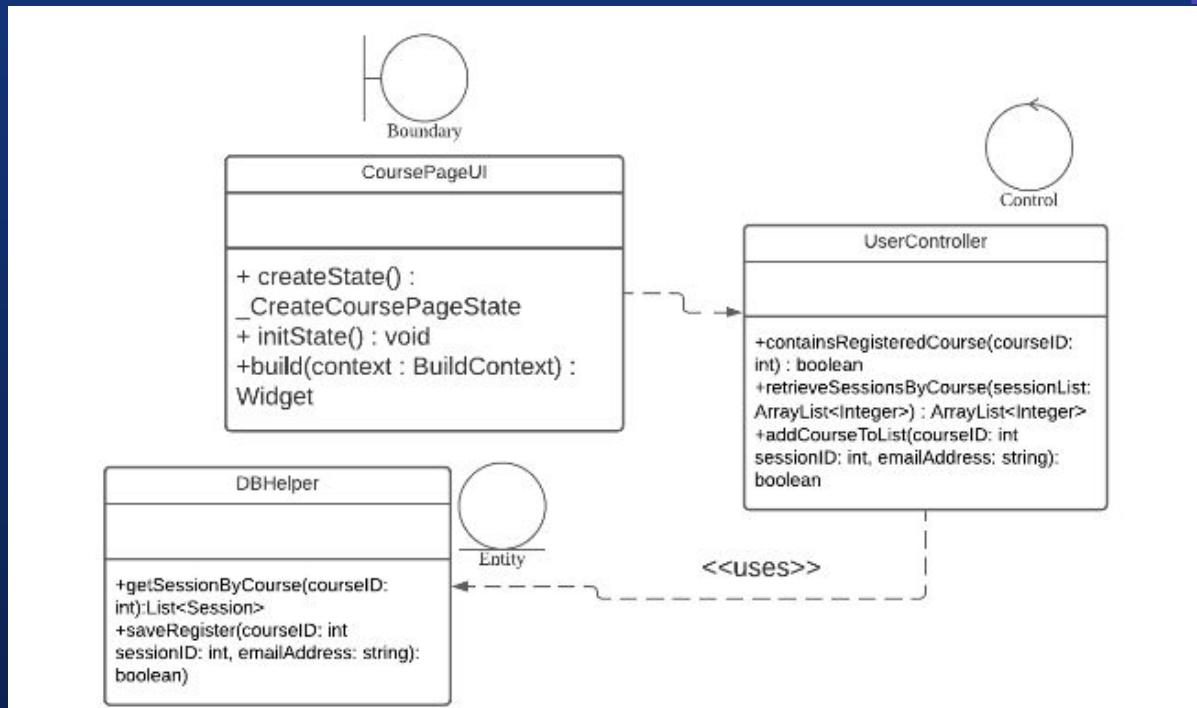 Boundary
CoursePageUI
+ createState() :
_CreateCoursePageState
+ initState() : void
+build(context : BuildContext) :
Widget
Control
UserController
+containsRegisteredCourse(courseID:
int) : boolean
+retrieveSessionsByCourse(sessionList:
ArrayList<Integer>) : ArrayList<Integer>
+addCourseToList(courseID: int
sessionID: int, emailAddress: string):
boolean
DBHelper
Entity
+getSessionByCourse(courseID:
int):List<Session>
+saveRegister(courseID: int
sessionID: int, emailAddress: string):
boolean)
<<uses>>